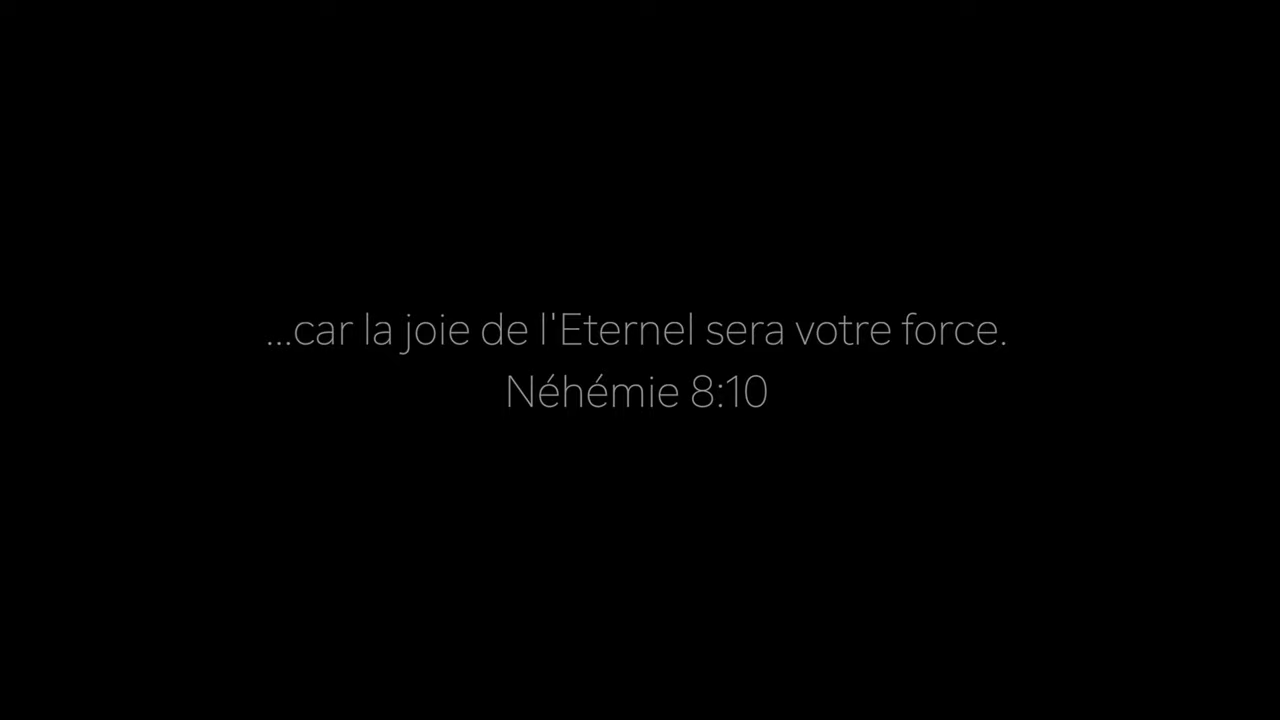 ...car la joie de l'Eternel sera votre force.
Néhémie 8:10